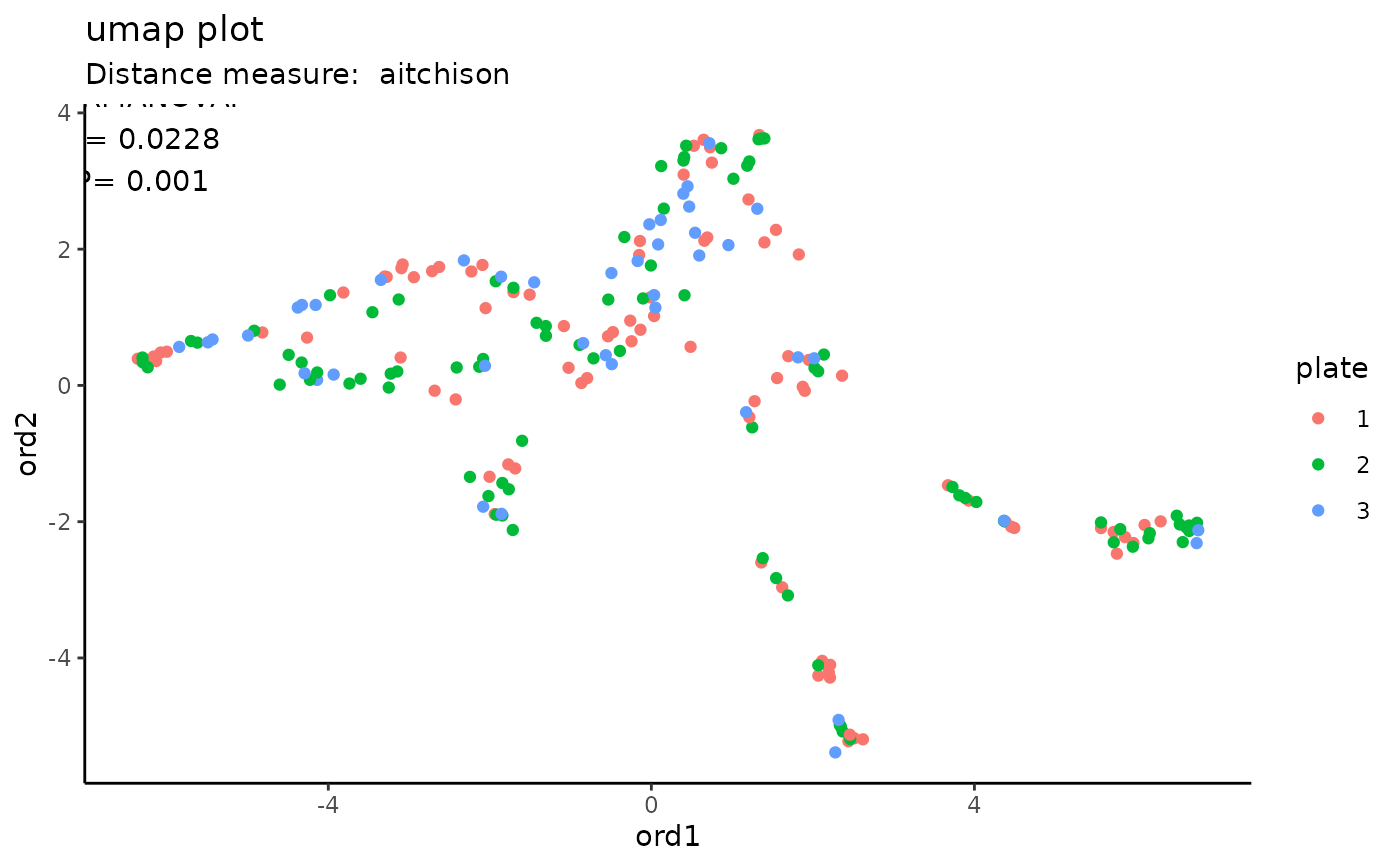 umap plot
Distance measure: aitchison
= 0.0228
P= 0.001
4
2
0
-2
-4
ord2
-4
0
4
ord1
plate
1
2
3